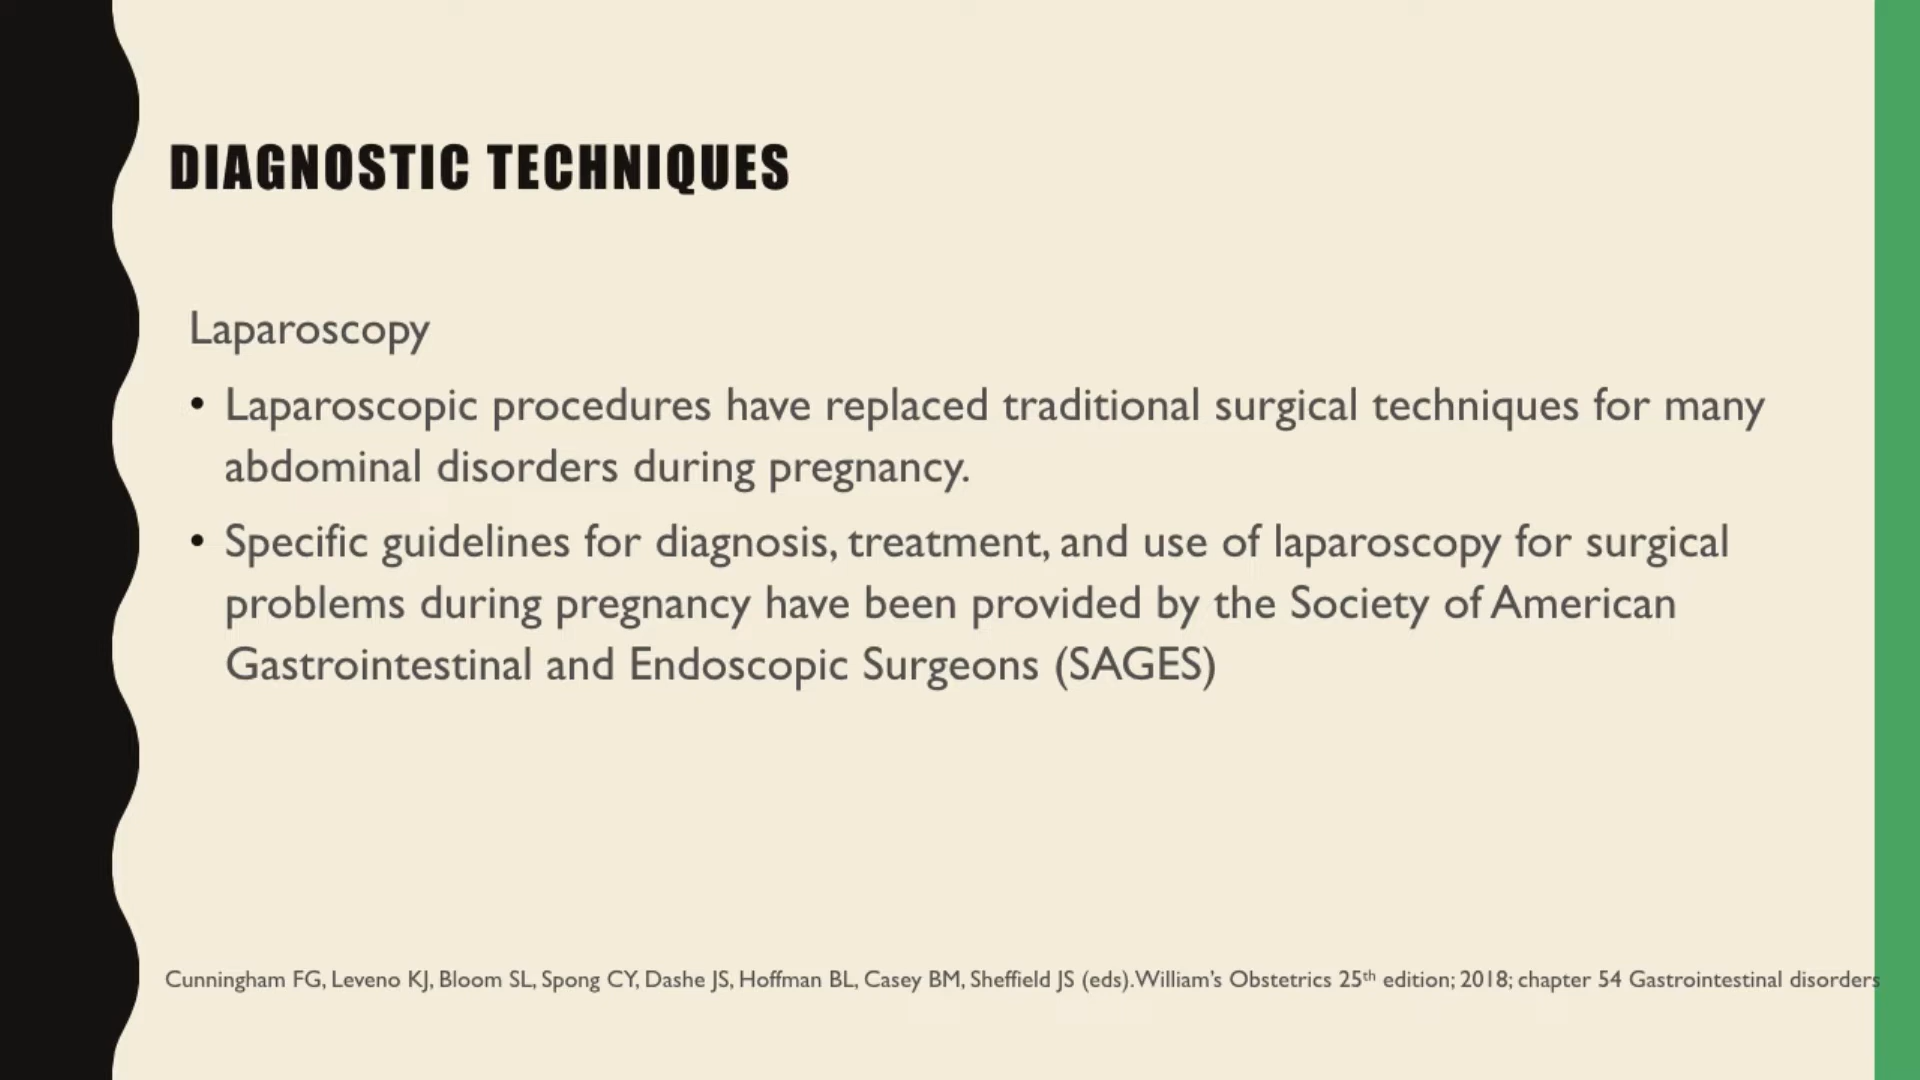 DIAGNOSTIC TECHNIQUES
Laparoscopy
• Laparoscopic procedures have replaced traditional surgical techniques for many
abdominal disorders during pregnancy.
• Specific guidelines for diagnosis, treatment, and use of laparoscopy for surgical
problems during pregnancy have been provided by the Society of American
Gastrointestinal and Endoscopic Surgeons (SAGES)
Cunningham FG, Leveno KJ, Bloom SL, Spong CY, Dashe JS, Hoffman BL, Casey BM, Sheffield JS (eds).William's Obstetrics 25th edition; 2018; chapter 54 Gastrointestinal disorders